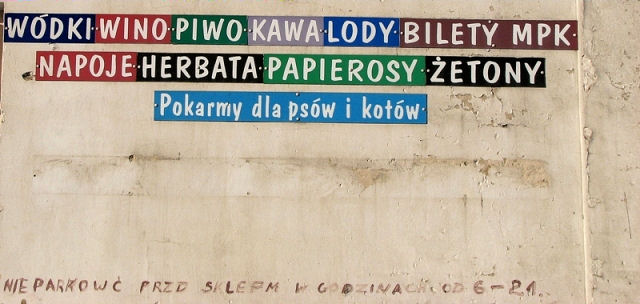 WÓDKI WINO PIWO KAWA LODY BILETY MPK
NAPOJE HERBATA PAPIEROSY ŻETONY
Pokarmy dla psów i kotów
NIE PARKOWĆ PRZD SKLEPM W GODZINACH OD 6-21